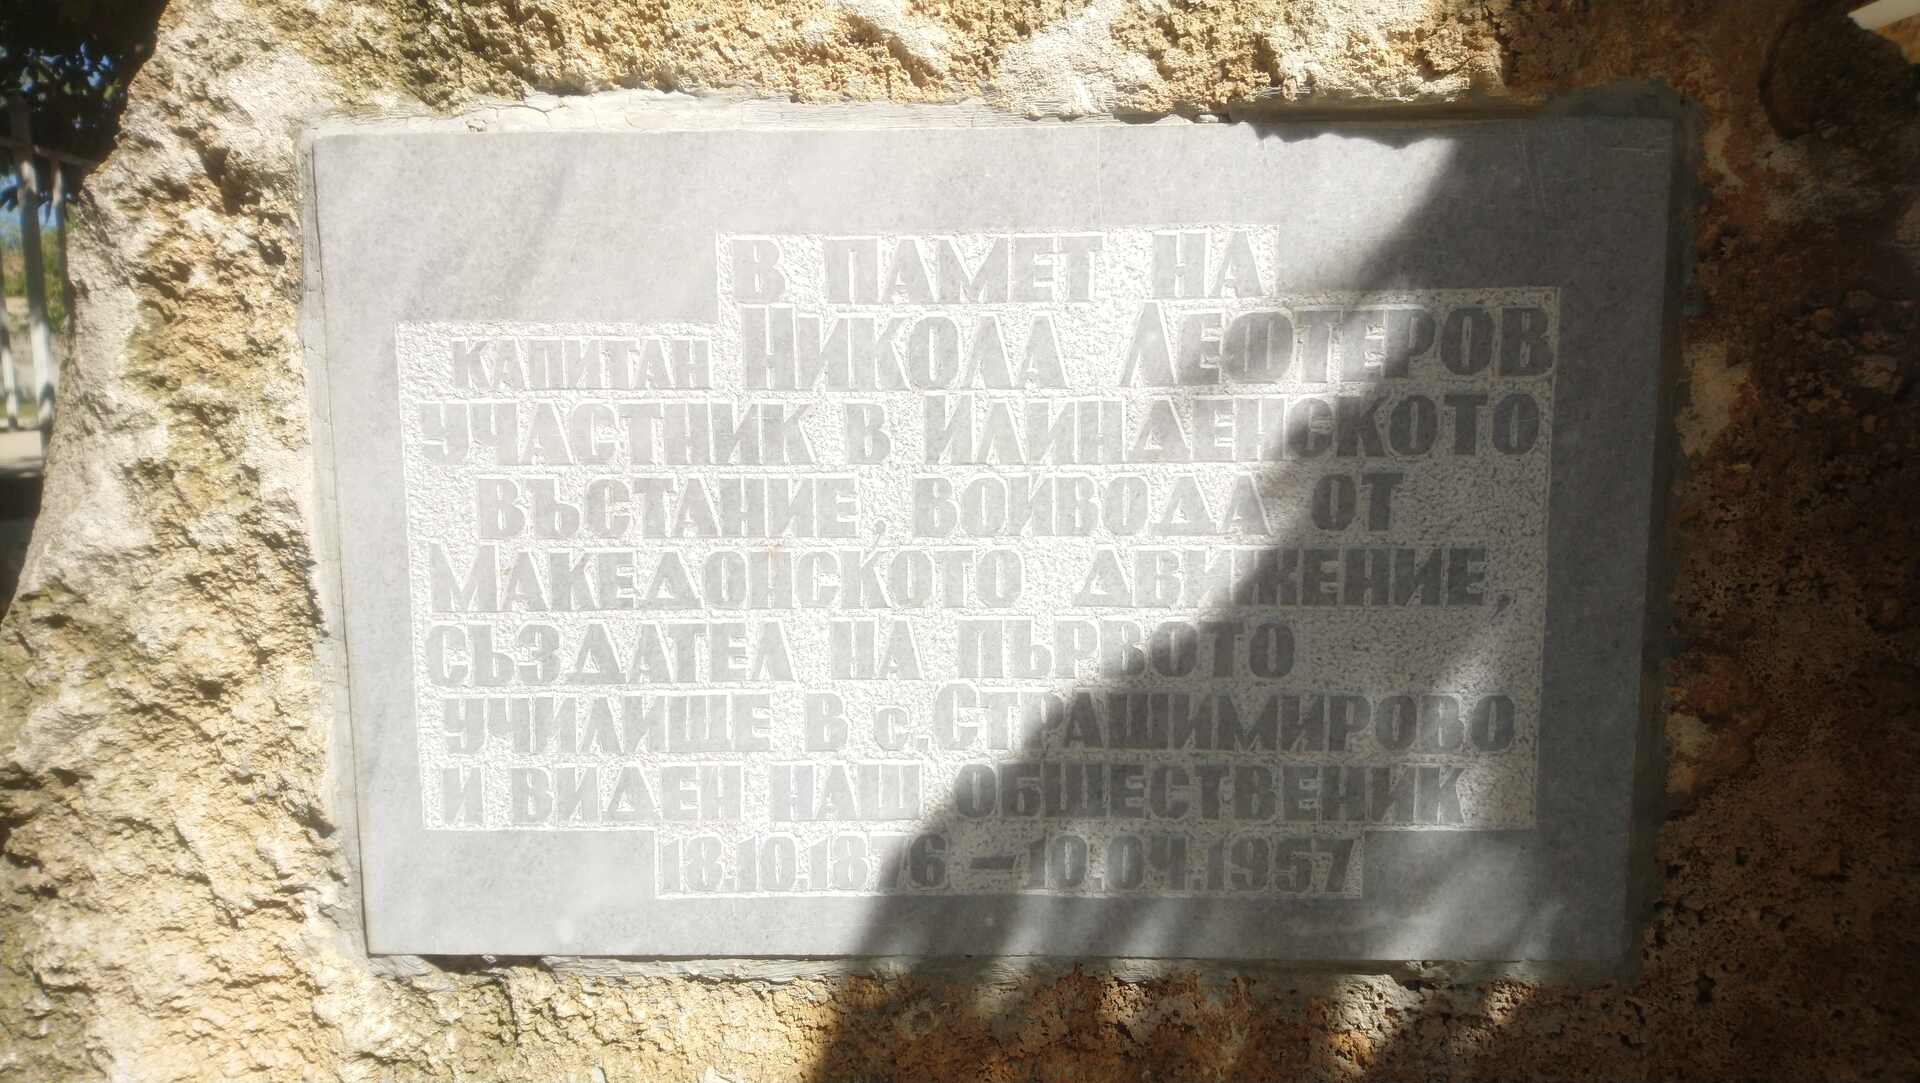 В ПАМЕТ НА
КАПИТАН НИКОЛА ЛЕФТЕРОВ
УЧАСТНИК В ИЛИНДЕНСКОТО
ВЪСТАНИЕ, ВОЙВОДА ОТ
МАКЕДОНСКОТО ДВИЖЕНИЕ,
СЪЗДАТЕЛ НА ПЪРВОТО
УЧИЛИЩЕ В с. СТРАШИМИРОВО
И ВИДЕН НАШ ОБЩЕСТВЕНИК
18.10.1876 – 10.04.1957